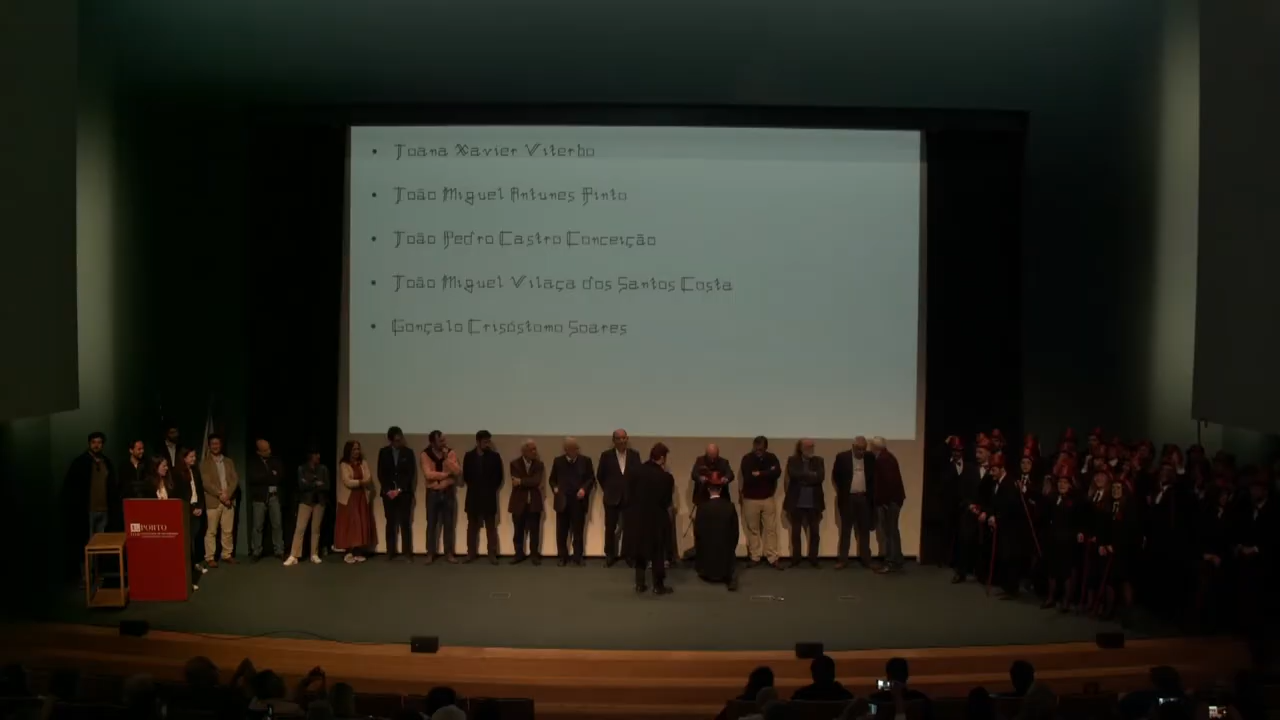 • Joana Xavier Viterbo
• João Miguel Antunes Pinto
• João Pedro Castro Conceição
• João Miguel Vilaça dos Santos Costa
• Gonçalo Crisóstomo Soares
PORTO